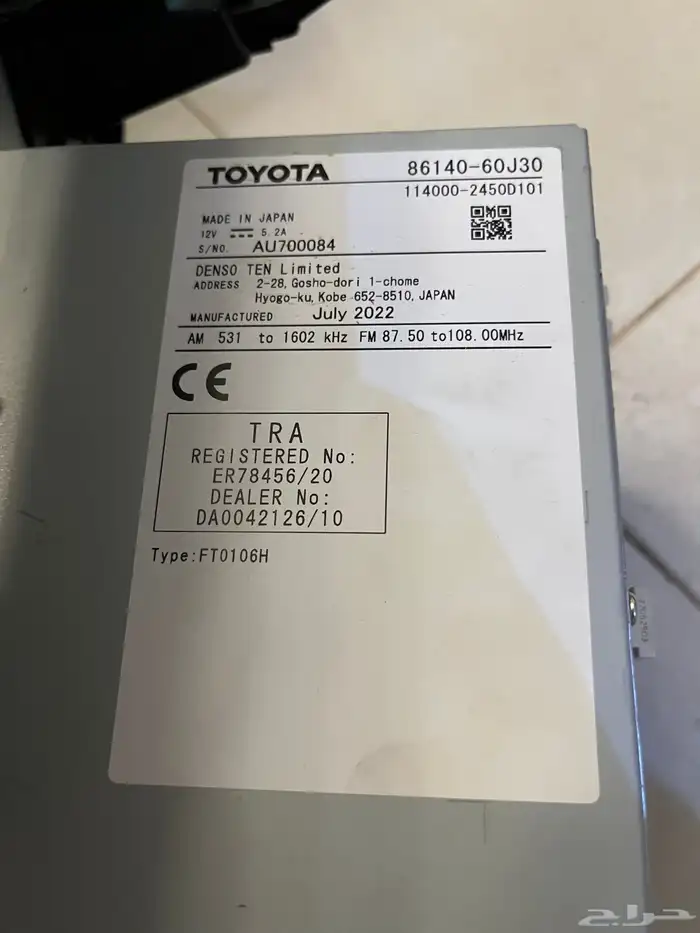 TOYOTA 86140-60J30
114000-2450D101
MADE IN JAPAN
12V 5.2A
S/NO. AU700084
DENSO TEN Limited
ADDRESS 2-28, Gosho-dori 1-chome
Hyogo-ku, Kobe 652-8510, JAPAN
MANUFACTURED July 2022
AM 531 to 1602 kHz FM 87.50 to108.00MHz
CE
TRA
REGISTERED No:
ER78456/20
DEALER No:
DA0042126/10
Type:FT0106H
حراج